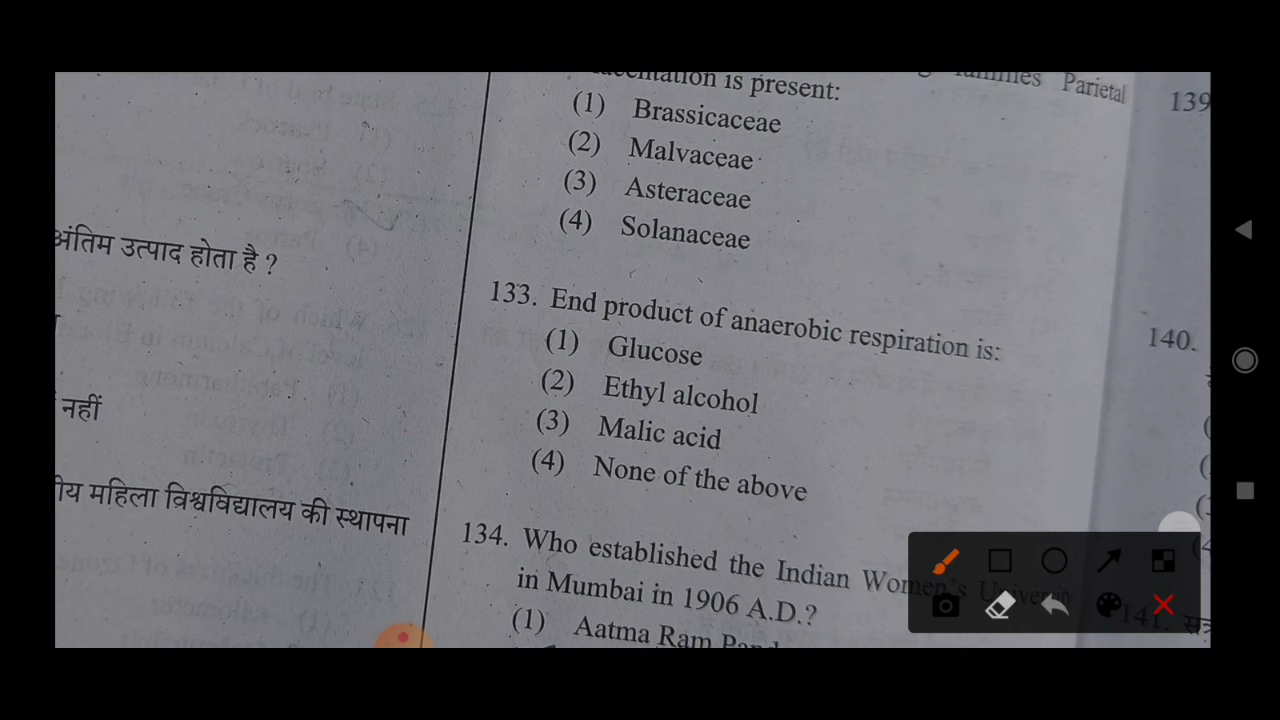 अंतिम उत्पाद होता है ?
नहीं
महिला विश्वविद्यालय की स्थापना
is present:
Parietal
(1) Brassicaceae
(2) Malvaceae
(3) Asteraceae
(4) Solanaceae
133. End product of anaerobic respiration is:
(1) Glucose
(2) Ethyl alcohol
(3) Malic acid
(4) None of the above
134. Who established the Indian Women's University
in Mumbai in 1906 A.D.?
(1) Aatma Ram
139
140.
141.